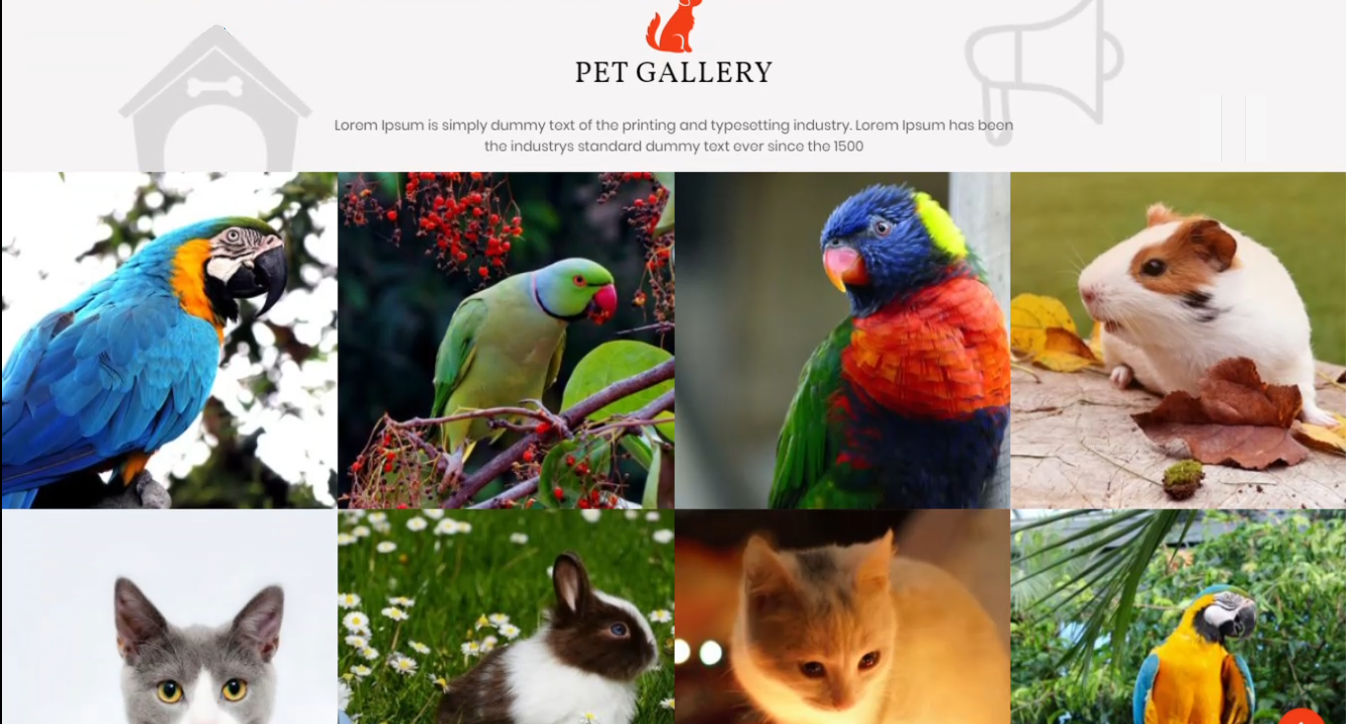 PET GALLERY
Lorem Ipsum is simply dummy text of the printing and typesetting industry. Lorem Ipsum has been
the industrys standard dummy text ever since the 1500